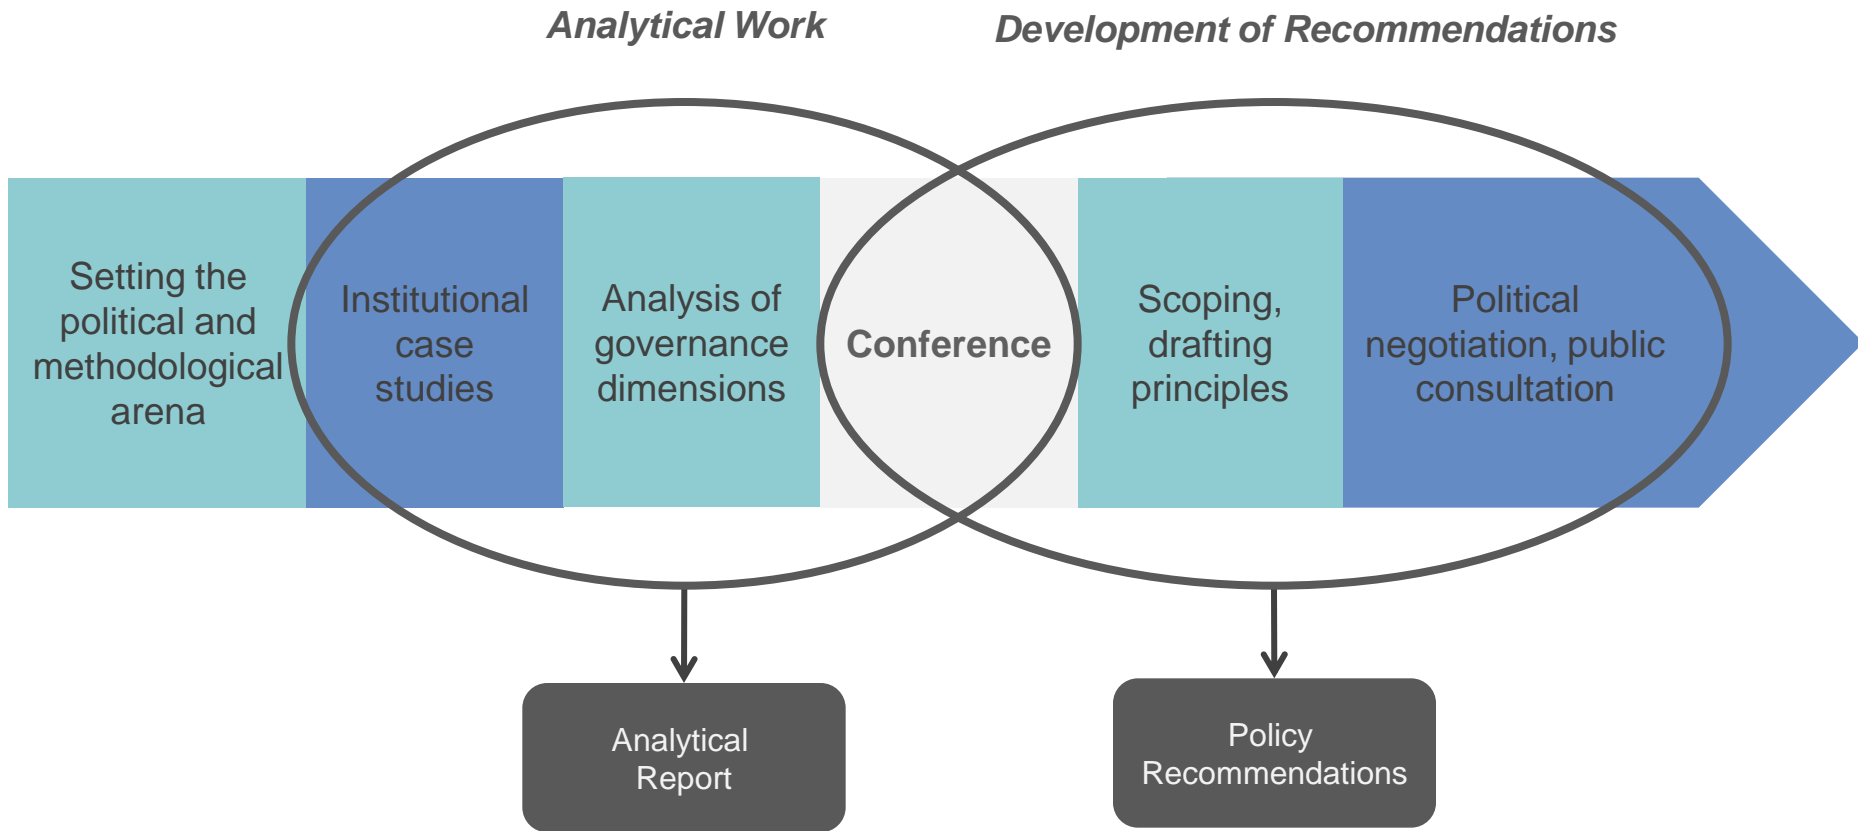 Analytical Work
Development of Recommendations
Setting the
political and
methodological
arena
Institutional
case
studies
Analysis of
governance
dimensions
Conference
Scoping,
drafting
principles
Political
negotiation, public
consultation
Analytical
Report
Policy
Recommendations